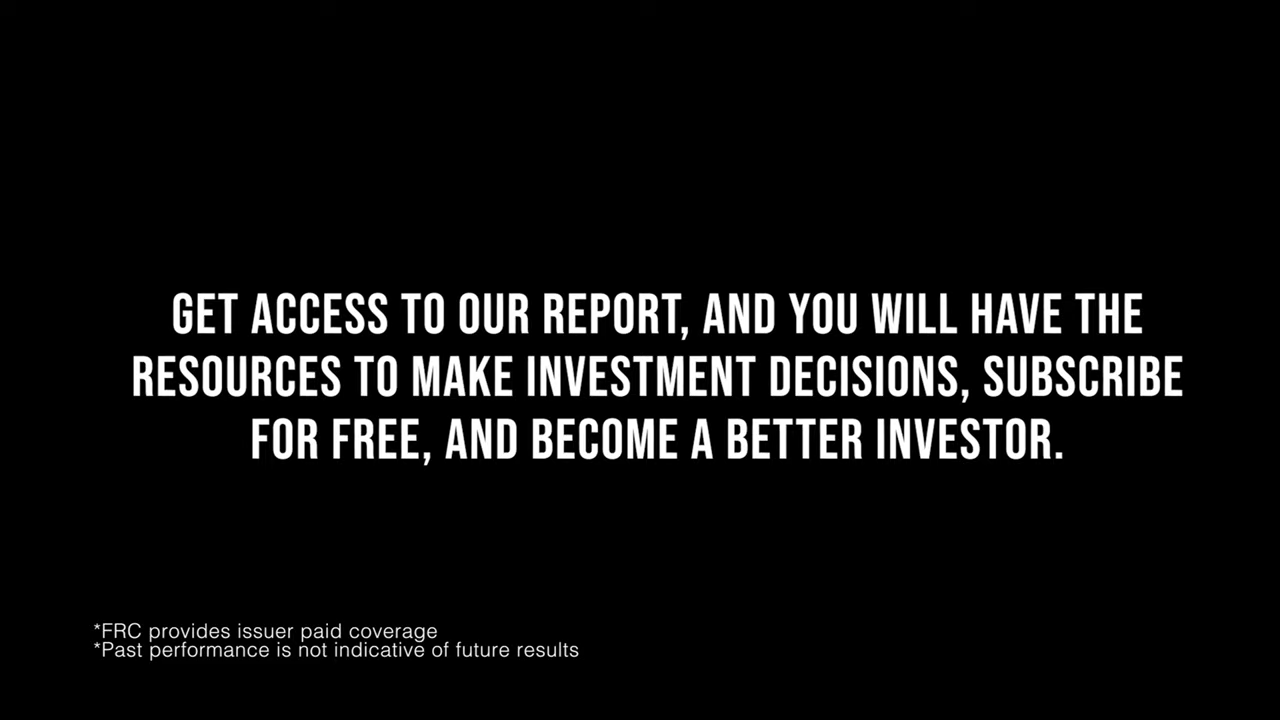 GET ACCESS TO OUR REPORT, AND YOU WILL HAVE THE
RESOURCES TO MAKE INVESTMENT DECISIONS, SUBSCRIBE
FOR FREE, AND BECOME A BETTER INVESTOR.
*FRC provides issuer paid coverage
*Past performance is not indicative of future results